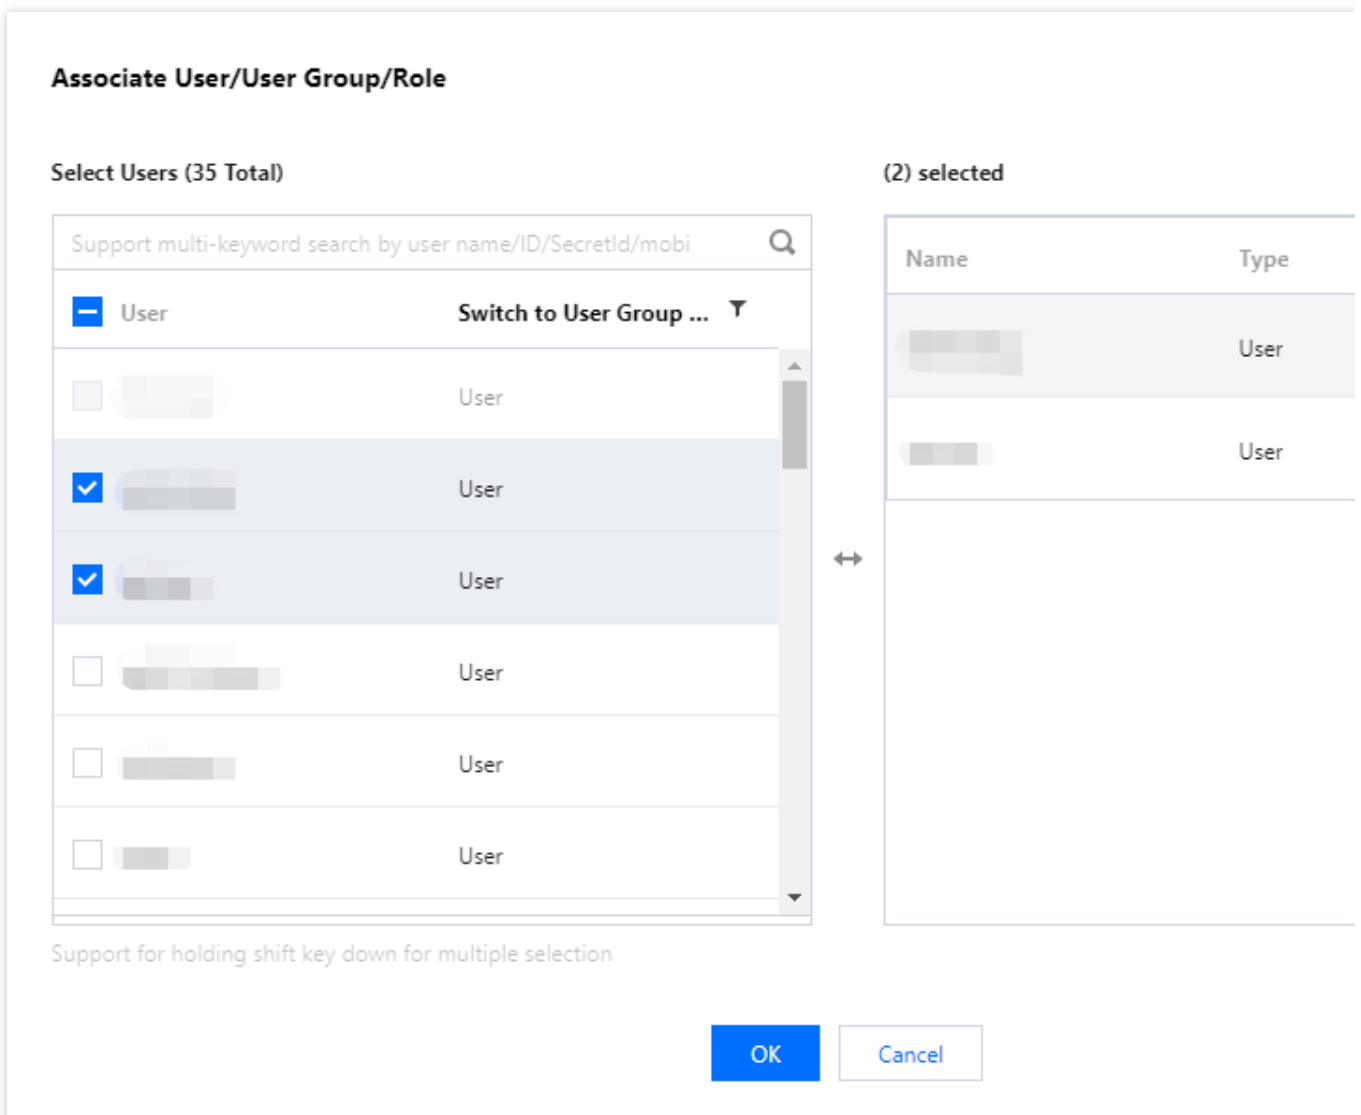 Associate User/User Group/Role
Select Users (35 Total)
(2) selected
Support multi-keyword search by user name/ID/SecretId/mobi
User
Switch to User Group ...
User
User
User
User
User
User
Name
Type
User
User
Support for holding shift key down for multiple selection
OK
Cancel